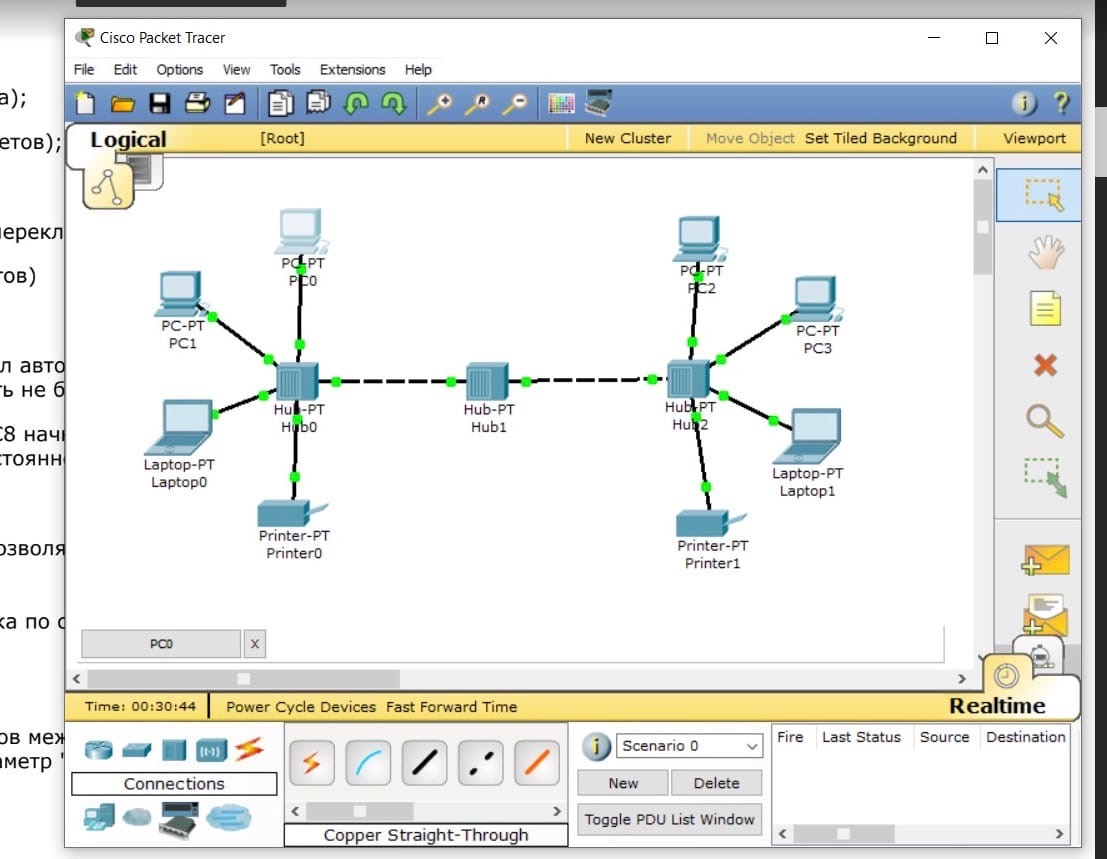 Cisco Packet Tracer
File Edit Options View Tools Extensions Help
а);
етов);
Logical [Root] New Cluster Move Object Set Tiled Background Viewport
перекл
тов)
PC-PT
PC0
PC-PT
PC2
PC-PT
PC1
PC-PT
PC3
л авто
ть не б
C8 начи
стоянн
Hub-PT
Hub0
Hub-PT
Hub1
Hub-PT
Hub2
Laptop-PT
Laptop0
Laptop-PT
Laptop1
Printer-PT
Printer0
Printer-PT
Printer1
озволя
ка по с
PC0 X
Time: 00:30:44 Power Cycle Devices Fast Forward Time Realtime
ов меж
метр "
Connections
Copper Straight-Through
Scenario 0
New Delete
Toggle PDU List Window
Fire Last Status Source Destination